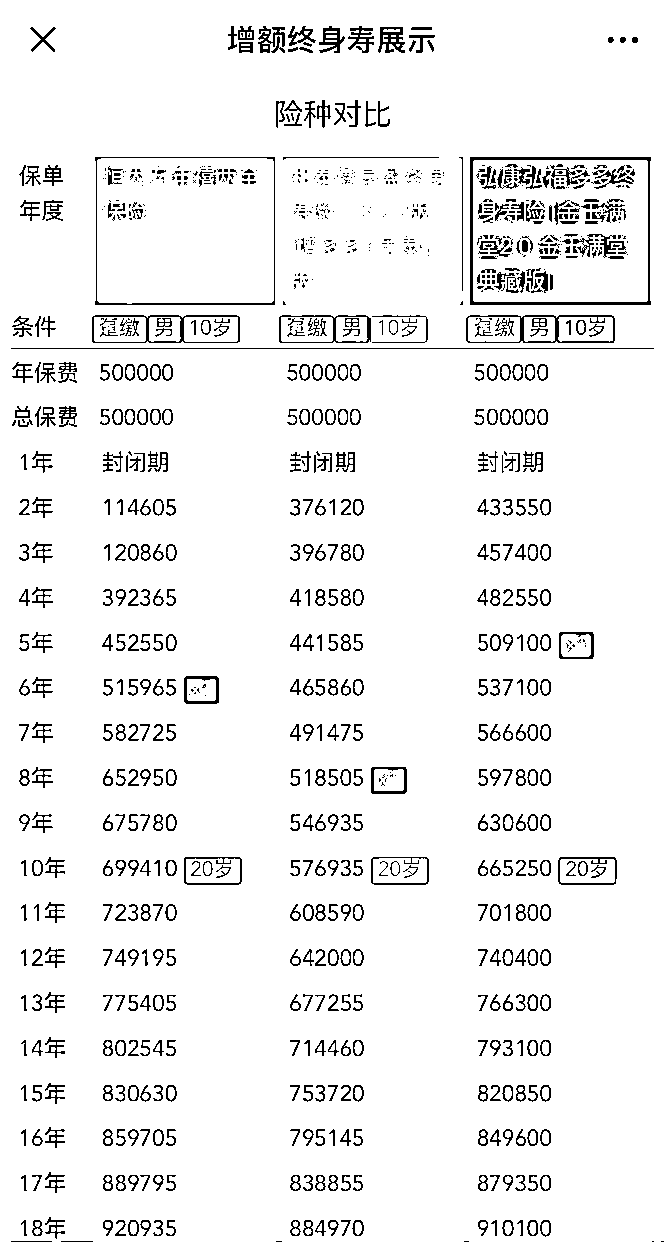 增额终身寿展示
险种对比
保单
年度
保险
弘康弘福多多终
身寿险(金玉满
堂2.0 金玉满堂
典藏版)
条件 趸缴 男 10岁 趸缴 男 10岁 趸缴 男 10岁
年保费 500000 500000 500000
总保费 500000 500000 500000
1年 封闭期 封闭期 封闭期
2年 114605 376120 433550
3年 120860 396780 457400
4年 392365 418580 482550
5年 452550 441585 509100
6年 515965 465860 537100
7年 582725 491475 566600
8年 652950 518505 597800
9年 675780 546935 630600
10年 699410 20岁 576935 20岁 665250 20岁
11年 723870 608590 701800
12年 749195 642000 740400
13年 775405 677255 766300
14年 802545 714460 793100
15年 830630 753720 820850
16年 859705 795145 849600
17年 889795 838855 879350
18年 920935 884970 910100